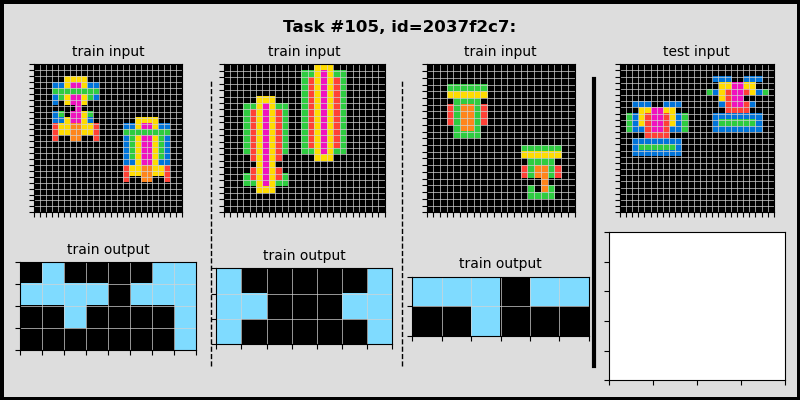 Task #105, id=2037f2c7:
train input
train input
train input
test input
train output
train output
train output